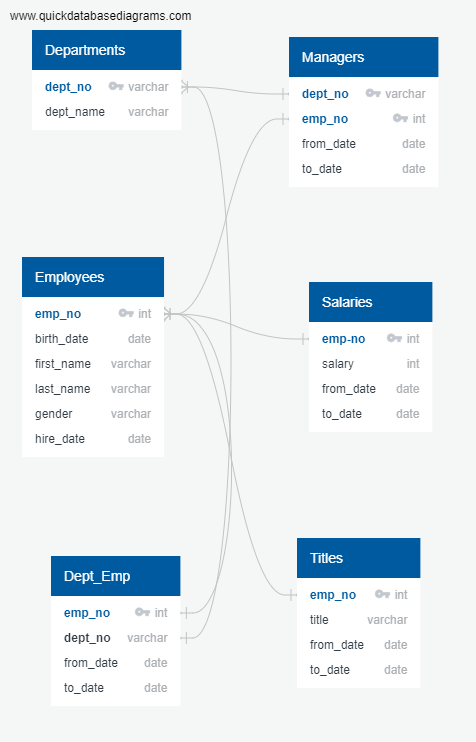 www.quickdatabasediagrams.com
Departments
dept_no varchar
dept_name varchar
Managers
dept_no varchar
emp_no int
from_date date
to_date date
Employees
emp_no int
birth_date date
first_name varchar
last_name varchar
gender varchar
hire_date date
Salaries
emp-no int
salary int
from_date date
to_date date
Dept_Emp
emp_no int
dept_no varchar
from_date date
to_date date
Titles
emp_no int
title varchar
from_date date
to_date date